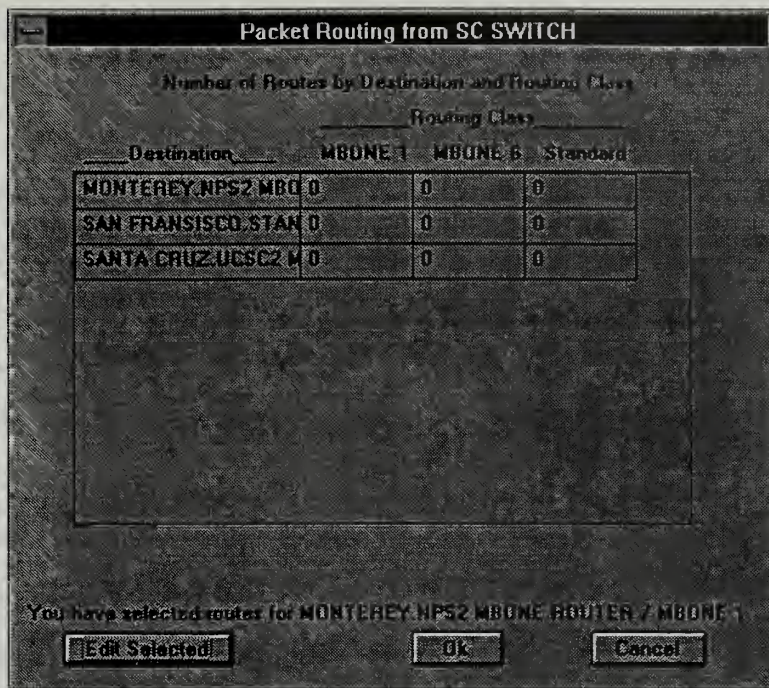 Packet Routing from SC SWITCH
Number of Routes by Destination and Routing Class
Routing Class
Destination MBONE 1 MBONE 6 Standard
MONTEREY.NPS2 MBO 0 0 0
SAN FRANSISCO.STAN 0 0 0
SANTA CRUZ.UCSC2 M 0 0 0
You have selected routes for MONTEREY.NPS2 MBONE ROUTER / MBONE 1
Edit Selected Ok Cancel